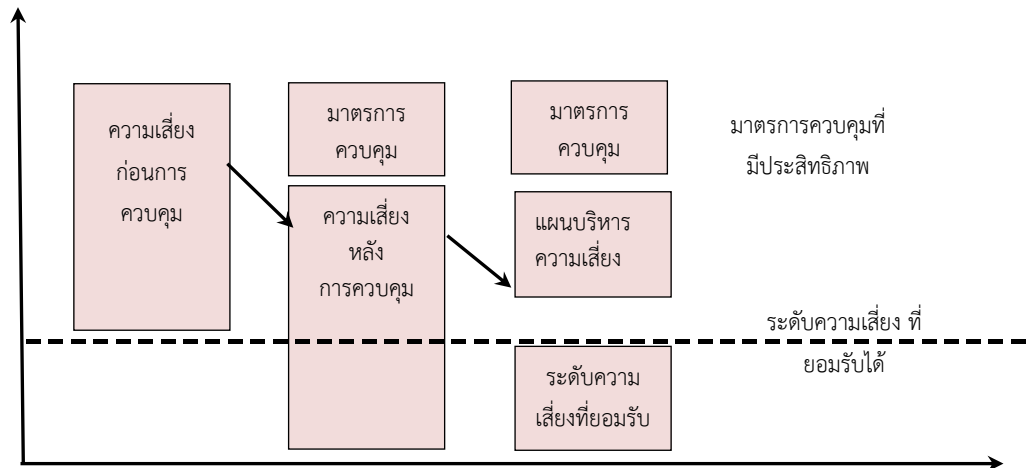 ความเสี่ยง
ก่อนการ
ควบคุม
มาตรการ
ควบคุม
ความเสี่ยง
หลัง
การควบคุม
มาตรการ
ควบคุม
แผนบริหาร
ความเสี่ยง
ระดับความ
เสี่ยงที่ยอมรับ
มาตรการควบคุมที่
มีประสิทธิภาพ
ระดับความเสี่ยง ที่
ยอมรับได้